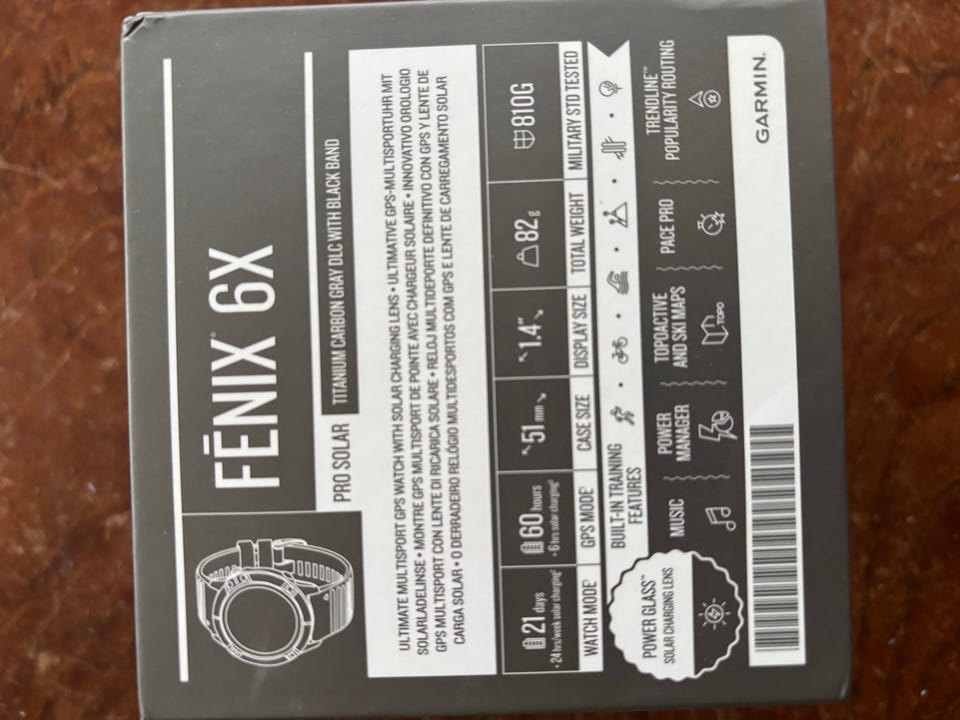 FĒNIX™ 6X
PRO SOLAR
TITANIUM CARBON GRAY DLC WITH BLACK BAND
ULTIMATE MULTISPORT GPS WATCH WITH SOLAR CHARGING LENS • ULTIMATIVE GPS-MULTISPORTUHR MIT
SOLARLADELINSE • MONTRE GPS MULTISPORT DE POINTE AVEC CHARGEUR SOLAIRE • INNOVATIVO OROLOGIO
GPS MULTISPORT CON LENTE DI RICARICA SOLARE • RELOJ MULTIDEPORTE DEFINITIVO CON GPS Y LENTE DE
CARGA SOLAR • O DERRADEIRO RELÓGIO MULTIDESPORTOS COM GPS E LENTE DE CARREGAMENTO SOLAR
21 days
+ 24 hrs/week solar charging†
WATCH MODE
60 hours
+ 6 hrs solar charging†
GPS MODE
51 mm
CASE SIZE
1.4"
DISPLAY SIZE
82 g
TOTAL WEIGHT
810G
MILITARY STD TESTED
BUILT-IN TRAINING
FEATURES
POWER GLASS™
SOLAR CHARGING LENS
MUSIC
POWER
MANAGER
TOPOACTIVE
AND SKI MAPS
TOPO
PACE PRO
TRENDLINE™
POPULARITY ROUTING
GARMIN.